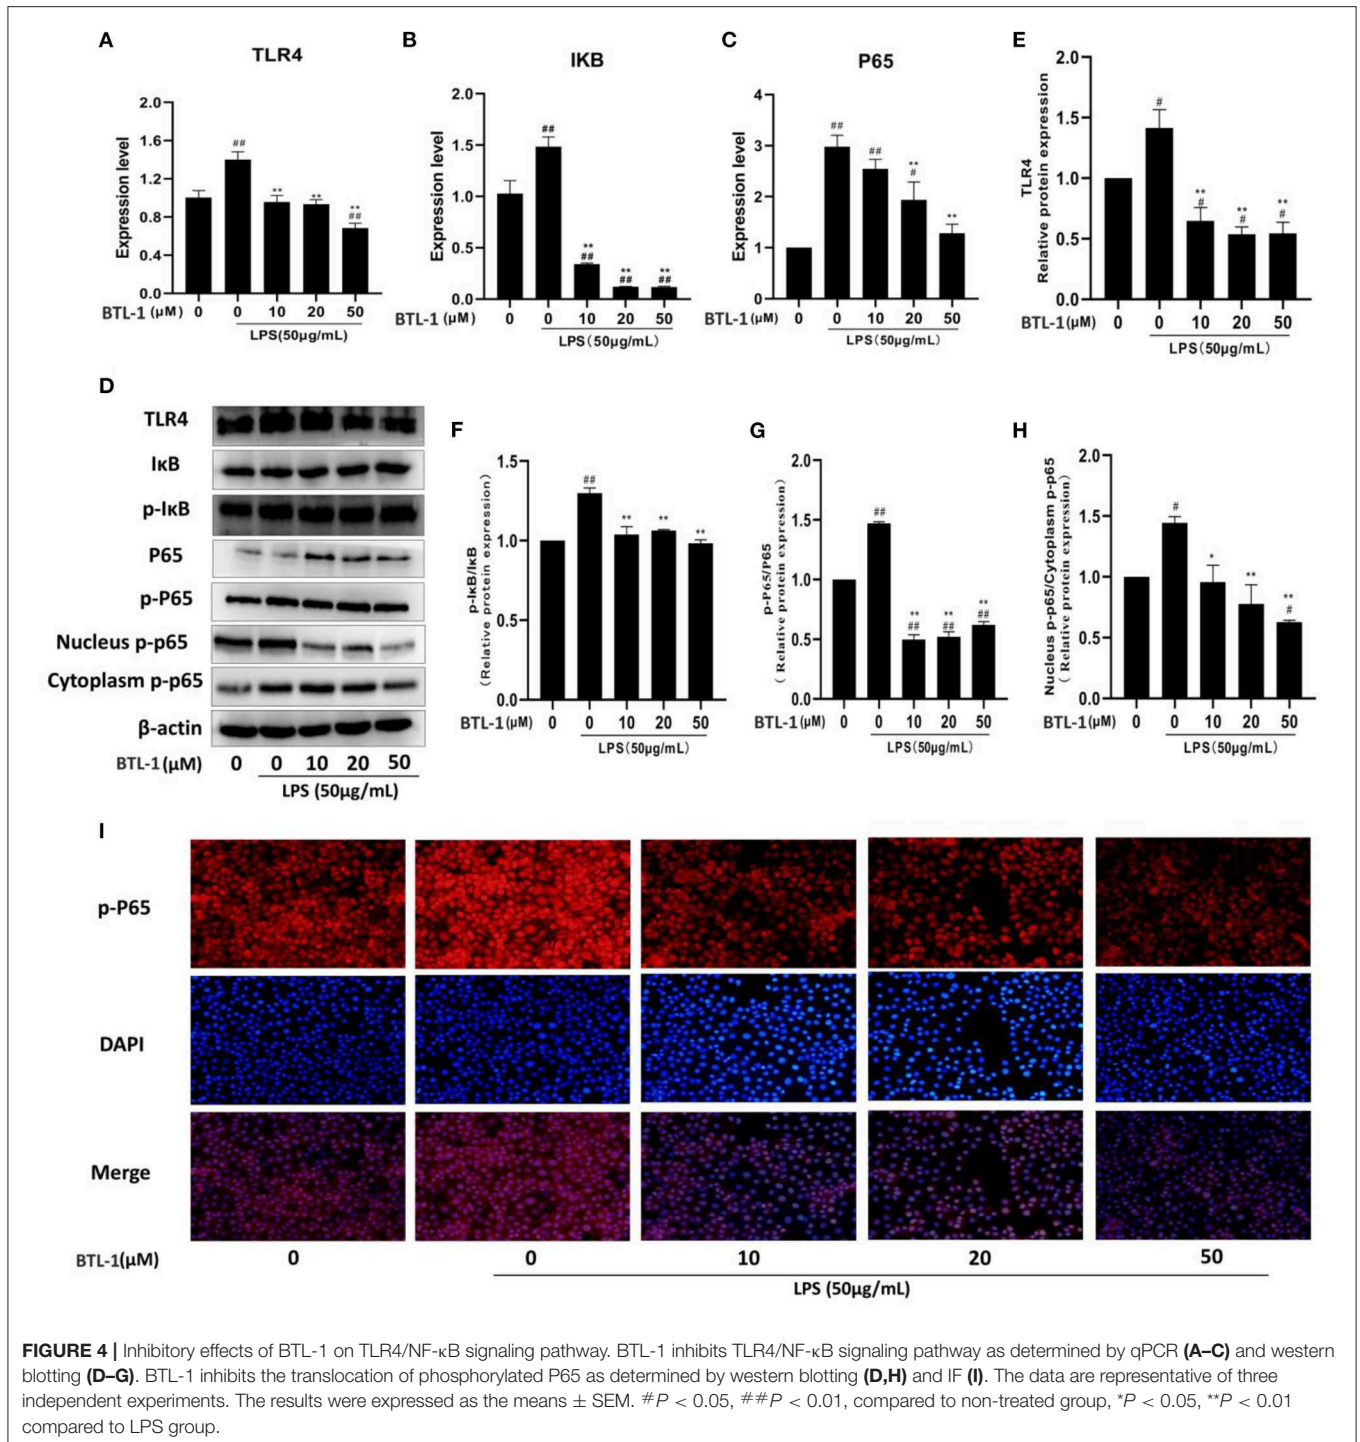 A
TLR4
Expression level
2.0
1.6
1.2
0.8
0.4
0.0
##
**
**
**
##
BTL-1 (μM) 0 0 10 20 50
LPS(50μg/mL)
B
IKB
Expression level
2.0
1.5
1.0
0.5
0.0
##
**
##
**
##
**
##
BTL-1(μM) 0 0 10 20 50
LPS(50μg/mL)
C
P65
Expression level
4
3
2
1
0
##
##
**
#
**
BTL-1(μM) 0 0 10 20 50
LPS(50μg/mL)
E
TLR4
Relative protein expression
2.0
1.5
1.0
0.5
0.0
#
**
#
**
#
**
#
BTL-1(μM) 0 0 10 20 50
LPS(50μg/mL)
D
TLR4
IκB
p-IκB
P65
p-P65
Nucleus p-p65
Cytoplasm p-p65
β-actin
BTL-1(μM) 0 0 10 20 50
LPS (50μg/mL)
F
p-IκB/IκB
(Relative protein expression)
1.5
1.0
0.5
0.0
##
**
**
**
BTL-1(μM) 0 0 10 20 50
LPS(50μg/mL)
G
p-P65/P65
( Relative protein expression)
2.0
1.5
1.0
0.5
0.0
##
**
##
**
##
**
##
BTL-1(μM) 0 0 10 20 50
LPS(50μg/mL)
H
Nucleus p-p65/Cytoplasm p-p65
( Relative protein expression)
2.0
1.5
1.0
0.5
0.0
#
*
**
**
#
BTL-1(μM) 0 0 10 20 50
LPS(50μg/mL)
I
p-P65
DAPI
Merge
BTL-1(μM) 0 0 10 20 50
LPS (50μg/mL)
FIGURE 4 | Inhibitory effects of BTL-1 on TLR4/NF-κB signaling pathway. BTL-1 inhibits TLR4/NF-κB signaling pathway as determined by qPCR (A–C) and western
blotting (D–G). BTL-1 inhibits the translocation of phosphorylated P65 as determined by western blotting (D,H) and IF (I). The data are representative of three
independent experiments. The results were expressed as the means ± SEM. #P < 0.05, ##P < 0.01, compared to non-treated group, *P < 0.05, **P < 0.01
compared to LPS group.